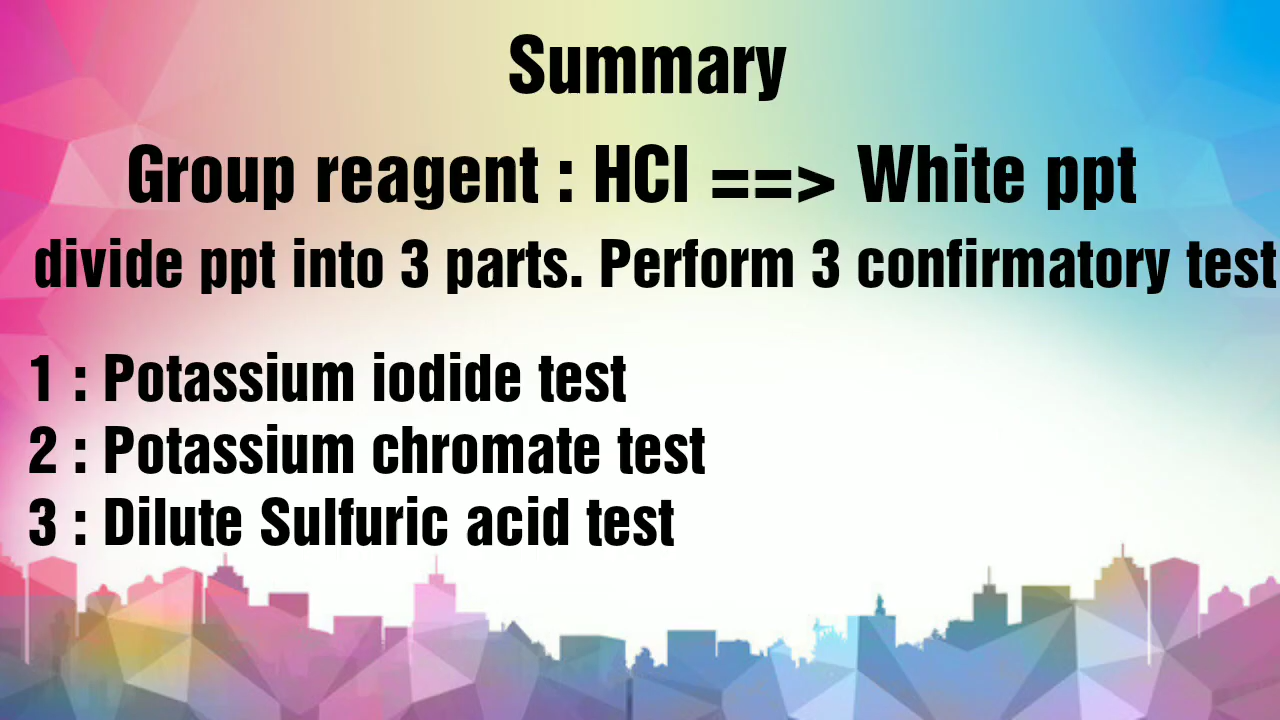 Summary
Group reagent : HCl ==> White ppt
divide ppt into 3 parts. Perform 3 confirmatory test
1 : Potassium iodide test
2 : Potassium chromate test
3 : Dilute Sulfuric acid test